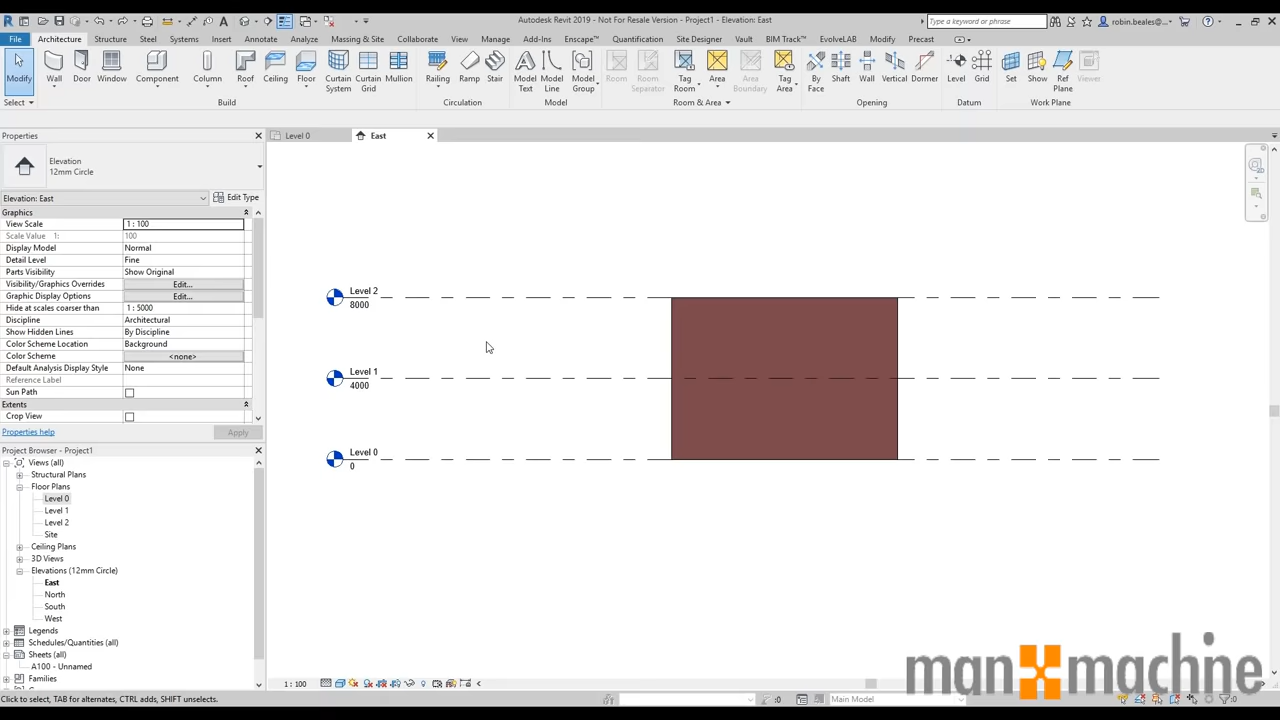 Autodesk Revit 2019 - Not For Resale Version - Project1 - Elevation: East
Type a keyword or phrase
robin.beales@...
File Architecture Structure Steel Systems Insert Annotate Analyze Massing & Site Collaborate View Manage Add-Ins Enscape™ Quantification Site Designer Vault BIM Track™ EvolveLAB Modify Precast
Modify Wall Door Window Component Column Roof Ceiling Floor Curtain System Curtain Grid Mullion Railing Ramp Stair Model Text Model Line Model Group Room Room Separator Tag Room Area Area Boundary Tag Area By Face Shaft Wall Vertical Dormer Level Grid Set Show Ref Plane Viewer
Select Build Circulation Model Room & Area Opening Datum Work Plane
Properties
Level 0 East
Elevation
12mm Circle
Elevation: East Edit Type
Graphics
View Scale 1 : 100
Scale Value 1: 100
Display Model Normal
Detail Level Fine
Parts Visibility Show Original
Visibility/Graphics Overrides Edit...
Graphic Display Options Edit...
Hide at scales coarser than 1 : 5000
Discipline Architectural
Show Hidden Lines By Discipline
Color Scheme Location Background
Color Scheme <none>
Default Analysis Display Style None
Reference Label
Sun Path
Extents
Crop View
Properties help Apply
Project Browser - Project1
Views (all)
Structural Plans
Floor Plans
Level 0
Level 1
Level 2
Site
Ceiling Plans
3D Views
Elevations (12mm Circle)
East
North
South
West
Legends
Schedules/Quantities (all)
Sheets (all)
A100 - Unnamed
Families
Level 2
8000
Level 1
4000
Level 0
0
1 : 100
Click to select, TAB for alternates, CTRL adds, SHIFT unselects.
:0
Main Model
:0
man machine